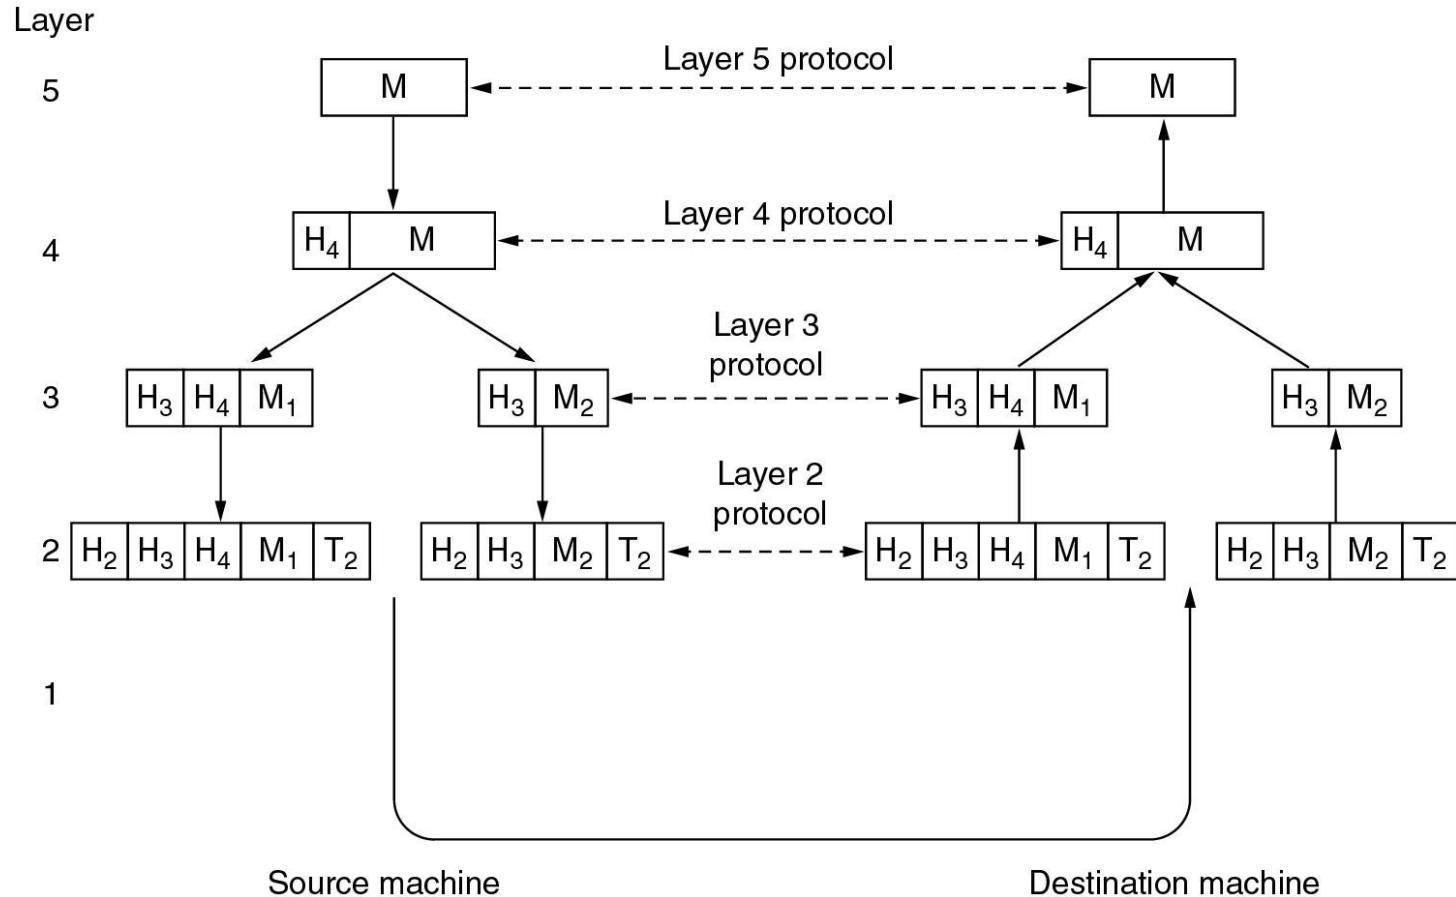 Layer
5 M Layer 5 protocol M
4 H₄ M Layer 4 protocol H₄ M
Layer 3
protocol
3 H₃ H₄ M₁ H₃ M₂ H₃ H₄ M₁ H₃ M₂
Layer 2
protocol
2 H₂ H₃ H₄ M₁ T₂ H₂ H₃ M₂ T₂ H₂ H₃ H₄ M₁ T₂ H₂ H₃ M₂ T₂
1
Source machine Destination machine